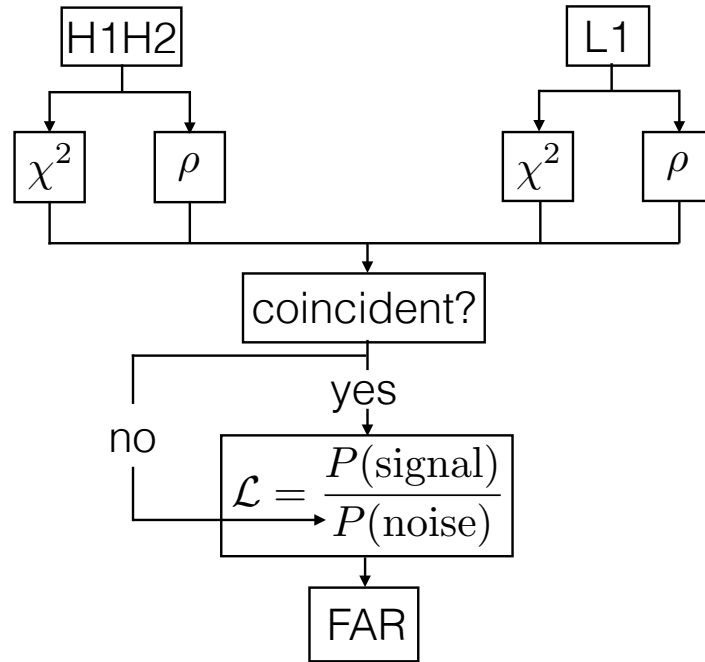 H1H2 L1
χ² ρ χ² ρ
coincident?
yes
no
ℒ = P(signal) / P(noise)
FAR